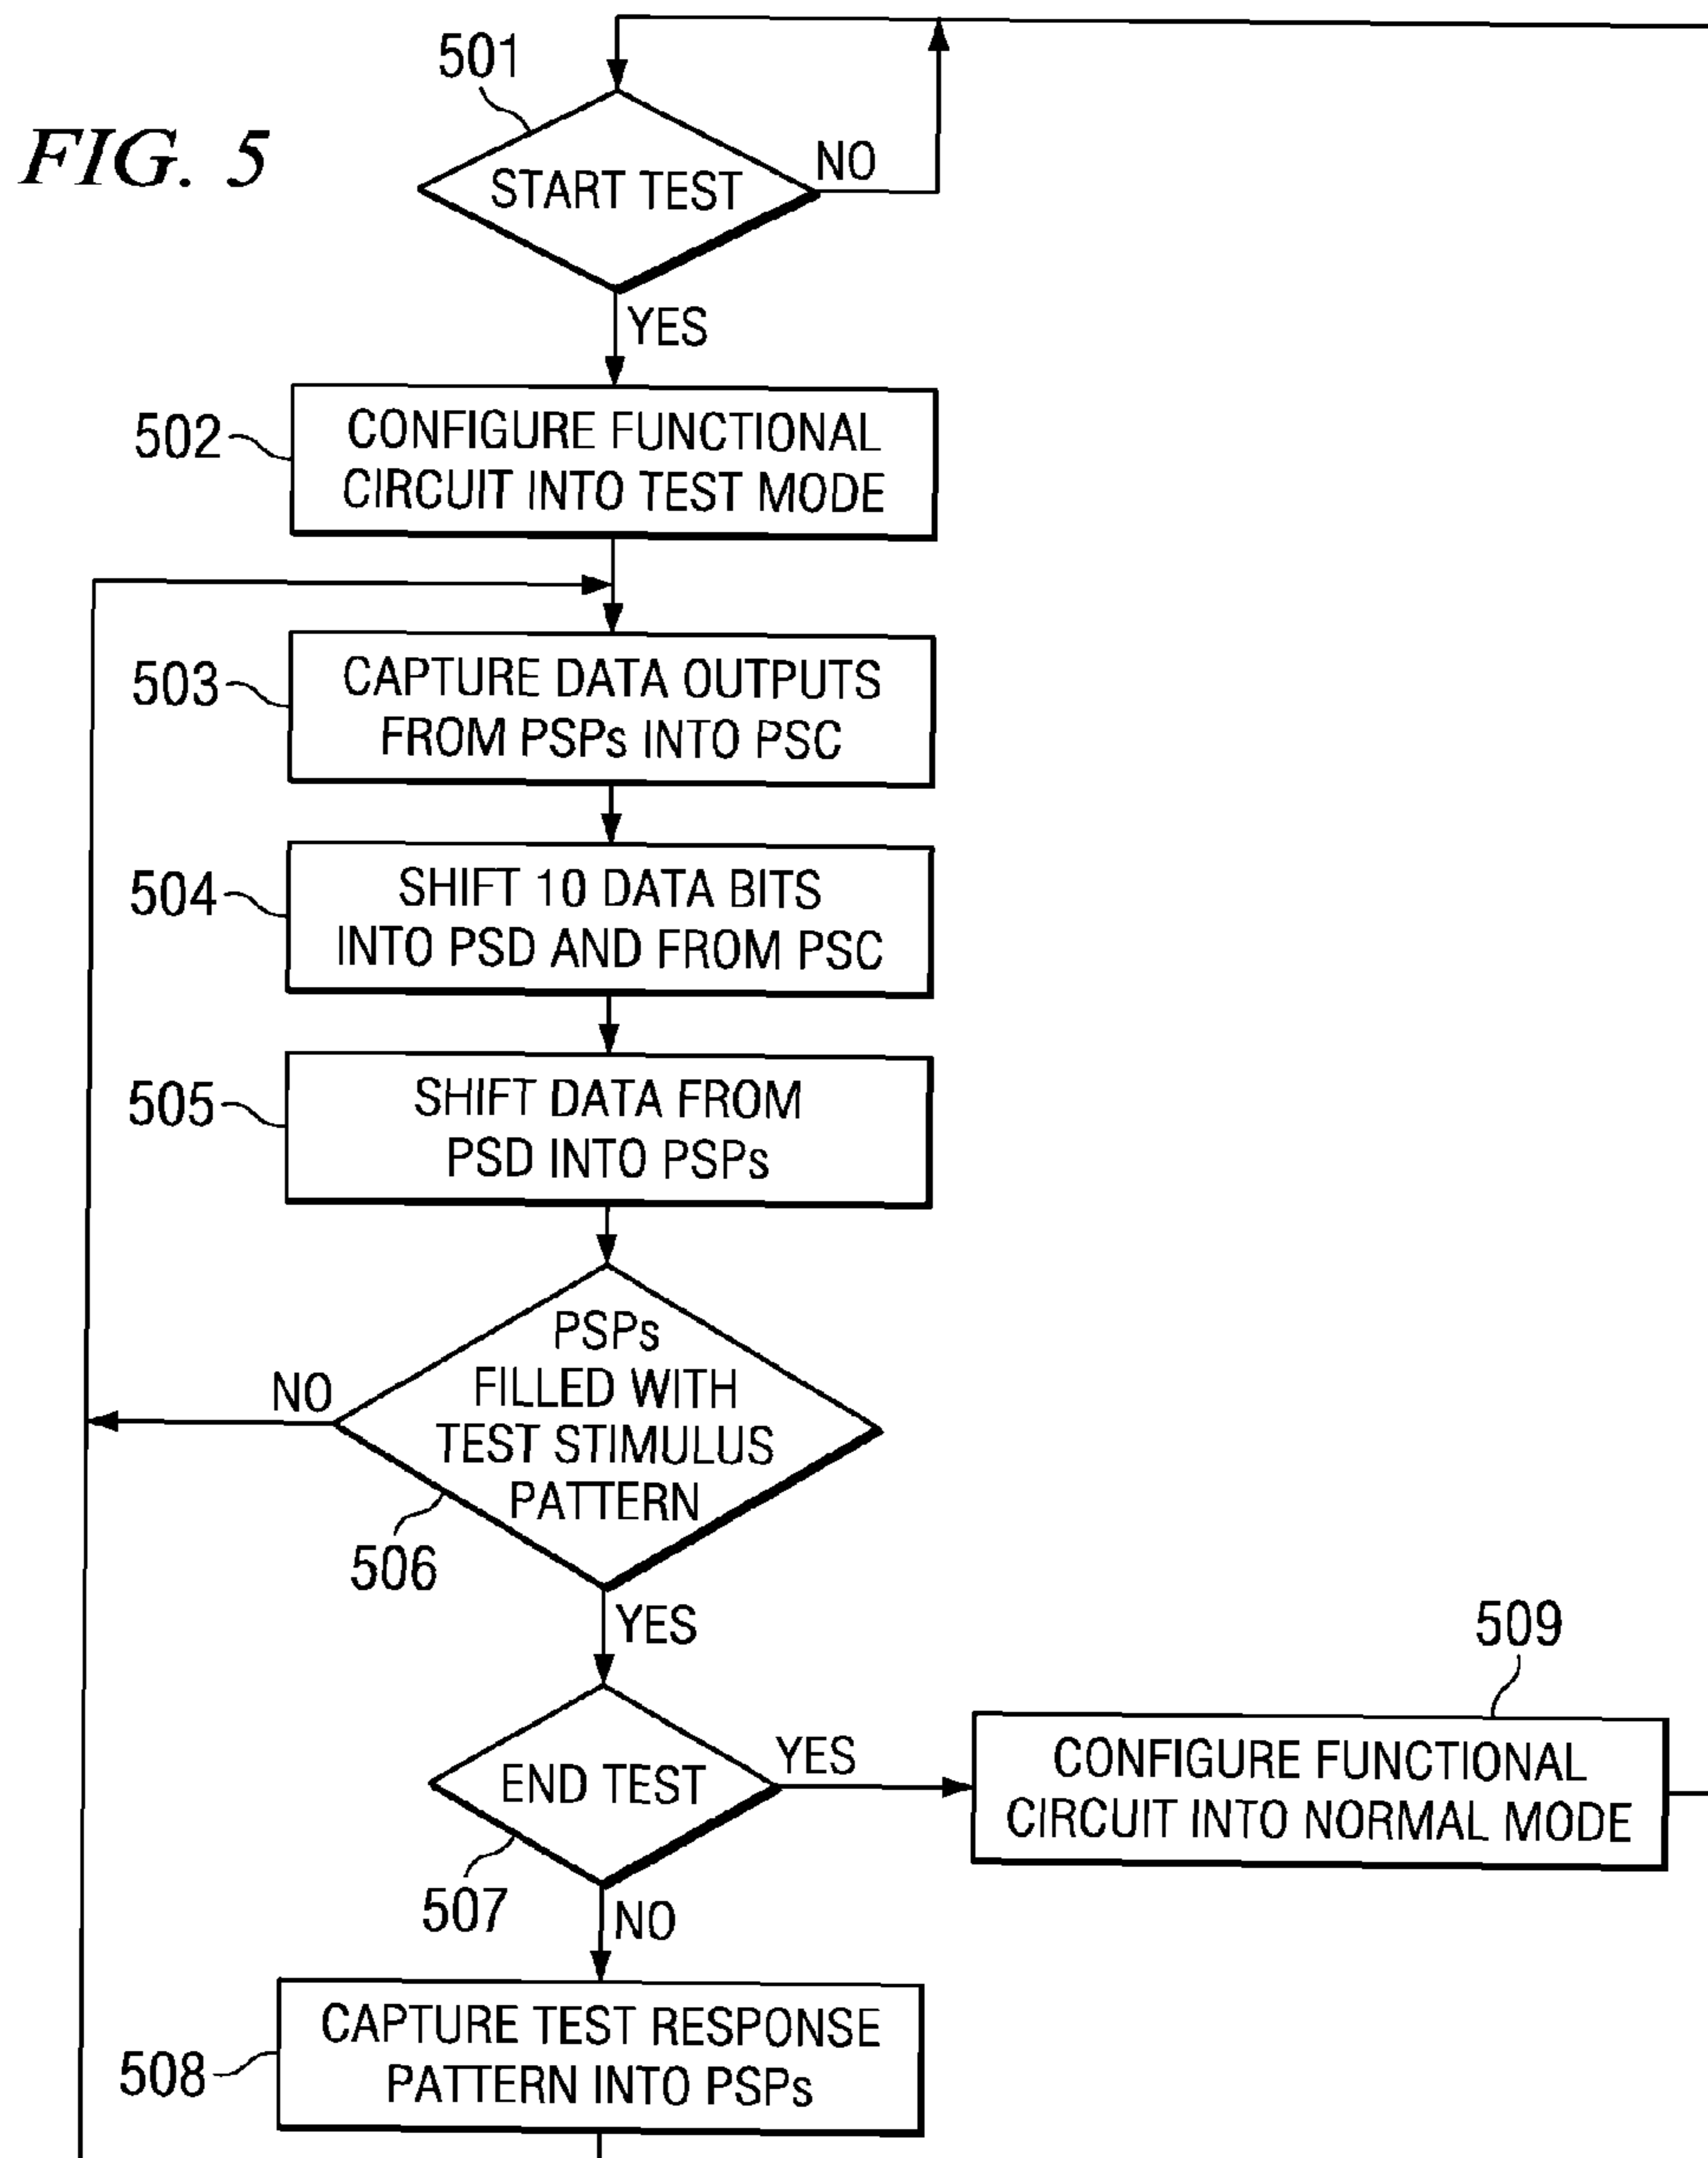 FIG. 5
501
START TEST
NO
YES
502
CONFIGURE FUNCTIONAL
CIRCUIT INTO TEST MODE
503
CAPTURE DATA OUTPUTS
FROM PSPs INTO PSC
504
SHIFT 10 DATA BITS
INTO PSD AND FROM PSC
505
SHIFT DATA FROM
PSD INTO PSPs
PSPs
FILLED WITH
TEST STIMULUS
PATTERN
NO
506
YES
END TEST
YES
507
NO
509
CONFIGURE FUNCTIONAL
CIRCUIT INTO NORMAL MODE
508
CAPTURE TEST RESPONSE
PATTERN INTO PSPs